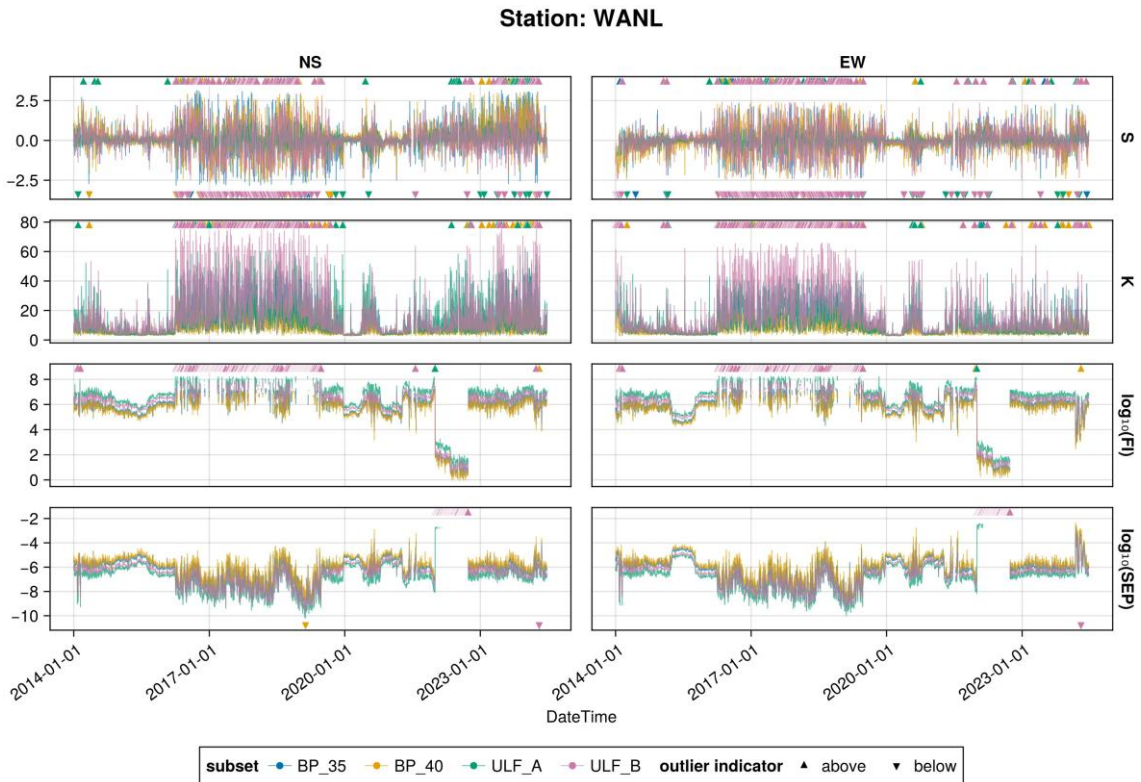 Station: WANL
NS
EW
2.5
0.0
−2.5
S
80
60
40
20
0
K
8
6
4
2
0
log₁₀(FI)
−2
−4
−6
−8
−10
log₁₀(SEP)
2014-01-01
2017-01-01
2020-01-01
2023-01-01
2014-01-01
2017-01-01
2020-01-01
2023-01-01
DateTime
subset BP_35 BP_40 ULF_A ULF_B outlier indicator above below